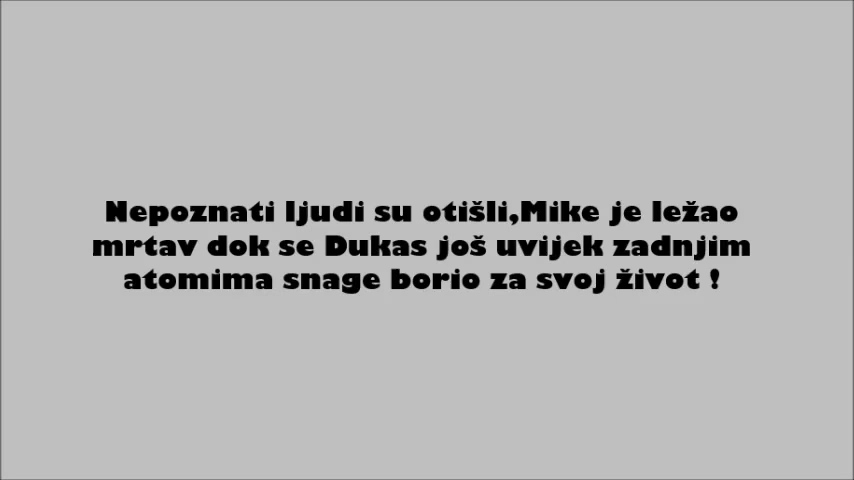 Nepoznati ljudi su otišli,Mike je ležao
mrtav dok se Dukas još uvijek zadnjim
atomima snage borio za svoj život !